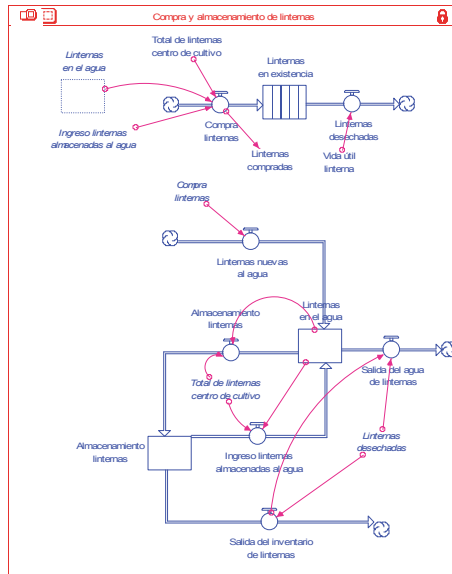 Compra y almacenamiento de linternas
Linternas
en el agua
Total de linternas
centro de cultivo
Linternas
en existencia
Ingreso linternas
almacenadas al agua
Compra
linternas
Linternas
desechadas
Linternas
compradas
Vida útil
linterna
Compra
linternas
Linternas nuevas
al agua
Almacenamiento
linternas
Linternas
en el agua
Total de linternas
centro de cultivo
Salida del agua
de linternas
Almacenamiento
linternas
Ingreso linternas
almacenadas al agua
Linternas
desechadas
Salida del inventario
de linternas